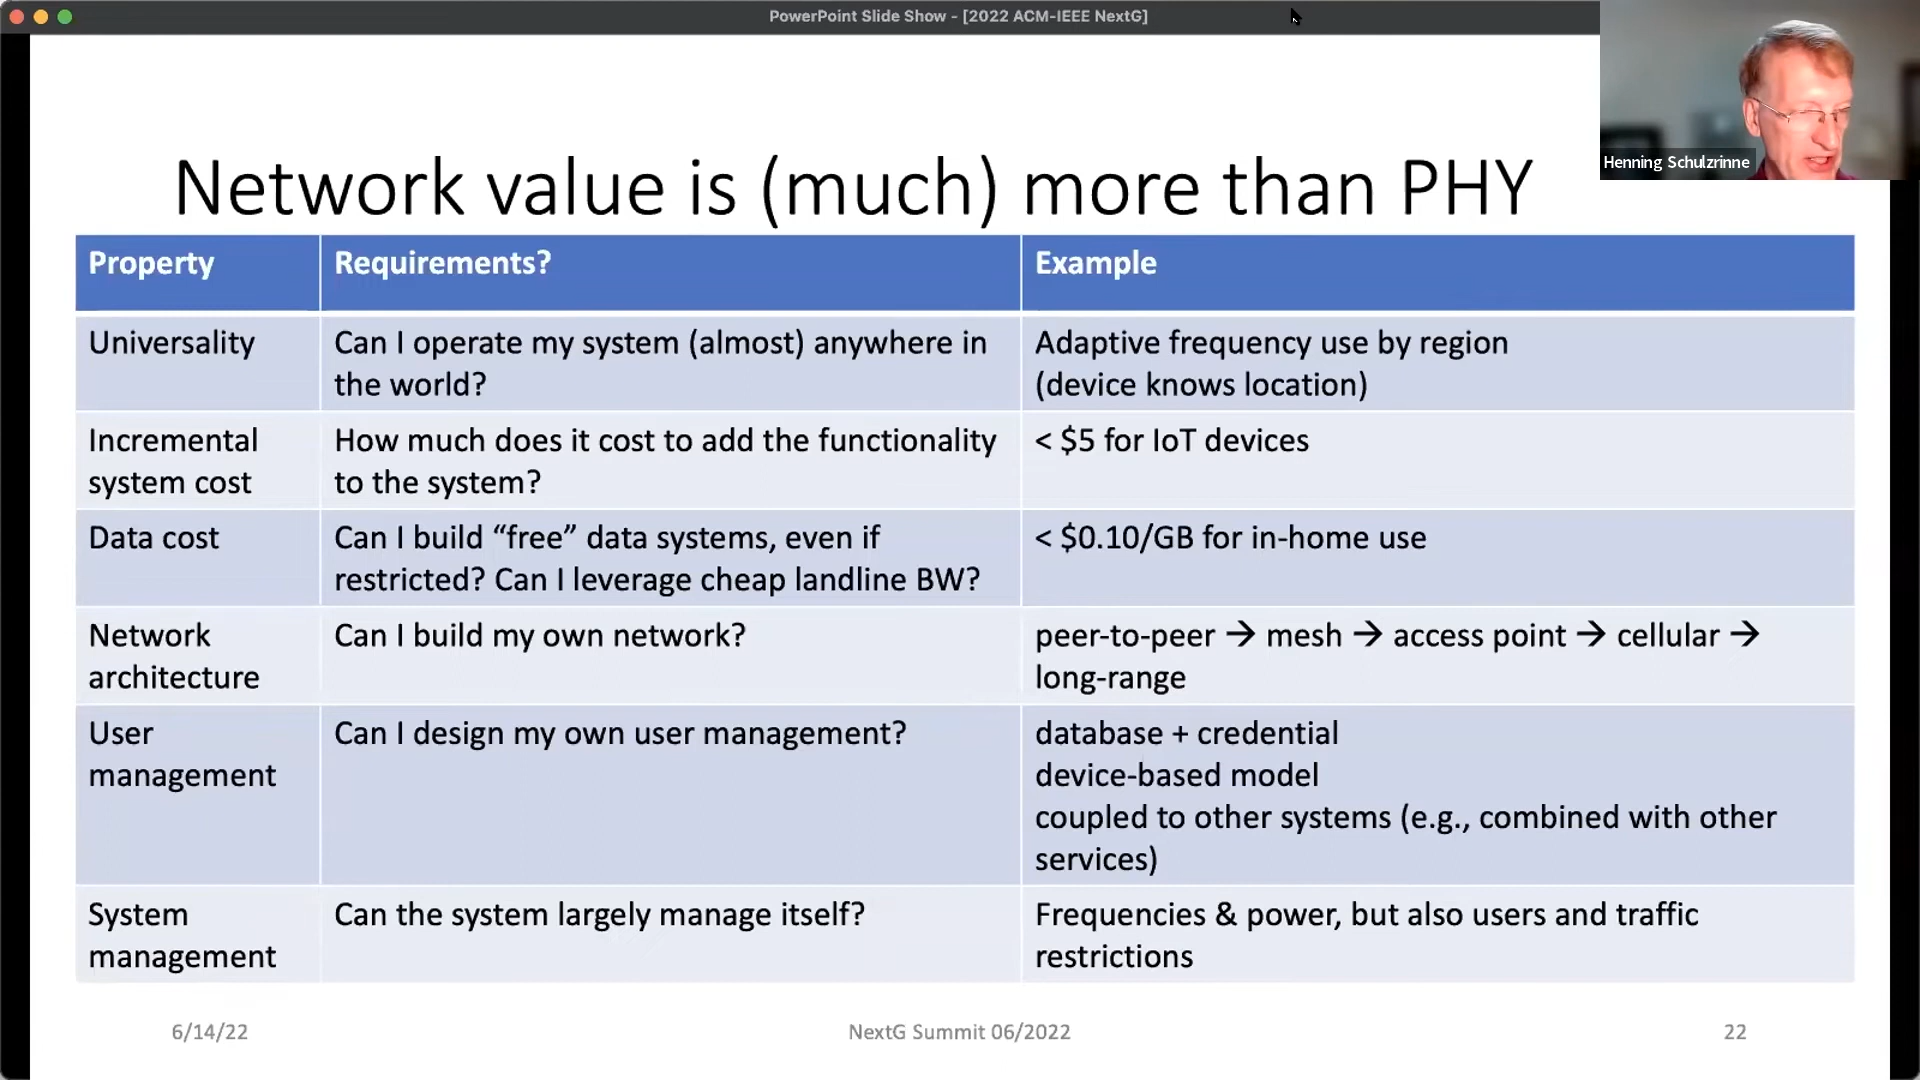 PowerPoint Slide Show - [2022 ACM-IEEE NextG]
Henning Schulzrinne
Network value is (much) more than PHY
Property
Requirements?
Example
Universality
Can I operate my system (almost) anywhere in
the world?
Adaptive frequency use by region
(device knows location)
Incremental
system cost
How much does it cost to add the functionality
to the system?
< $5 for IoT devices
Data cost
Can I build “free” data systems, even if
restricted? Can I leverage cheap landline BW?
< $0.10/GB for in-home use
Network
architecture
Can I build my own network?
peer-to-peer → mesh → access point → cellular →
long-range
User
management
Can I design my own user management?
database + credential
device-based model
coupled to other systems (e.g., combined with other
services)
System
management
Can the system largely manage itself?
Frequencies & power, but also users and traffic
restrictions
6/14/22
NextG Summit 06/2022
22